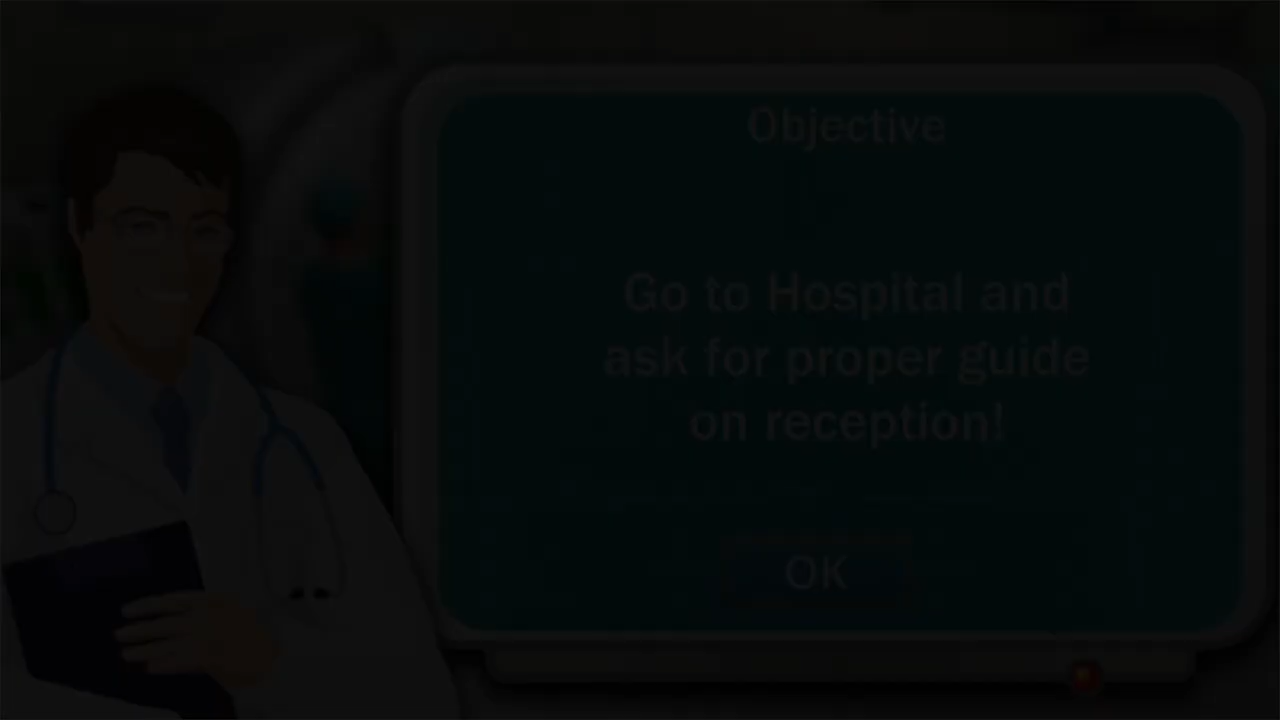 Objective
Go to Hospital and
ask for proper guide
on reception!
OK